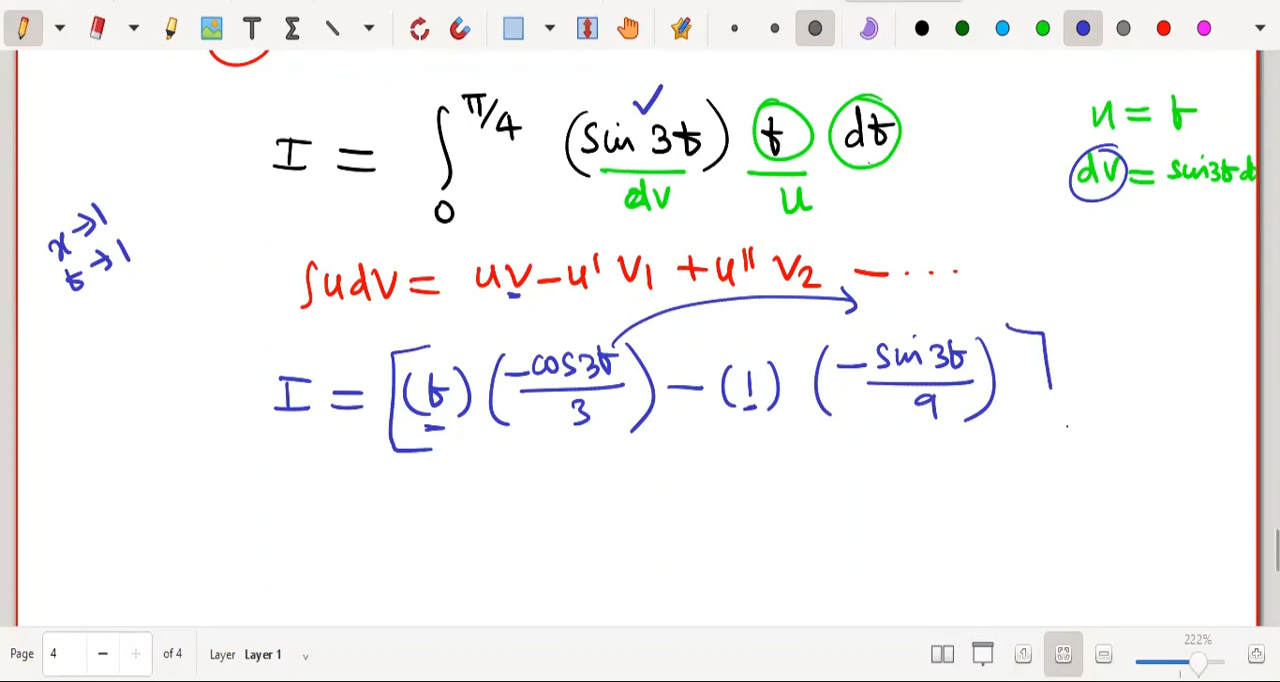 I = ∫₀^π/4 (sin 3t) t dt
dv u
u = t
dv = sin3t d
x → 1
t → 1
∫udv = uv – u' v1 + u'' v2 – ...
I = [(t) (-cos3t/3) – (1) (-sin3t/9)]
Page 4 of 4 Layer Layer 1
222%